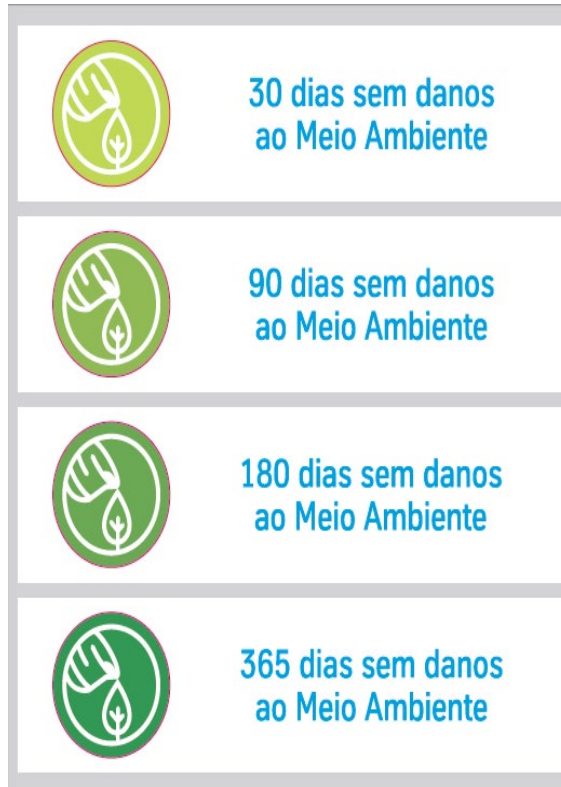 30 dias sem danos
ao Meio Ambiente
90 dias sem danos
ao Meio Ambiente
180 dias sem danos
ao Meio Ambiente
365 dias sem danos
ao Meio Ambiente